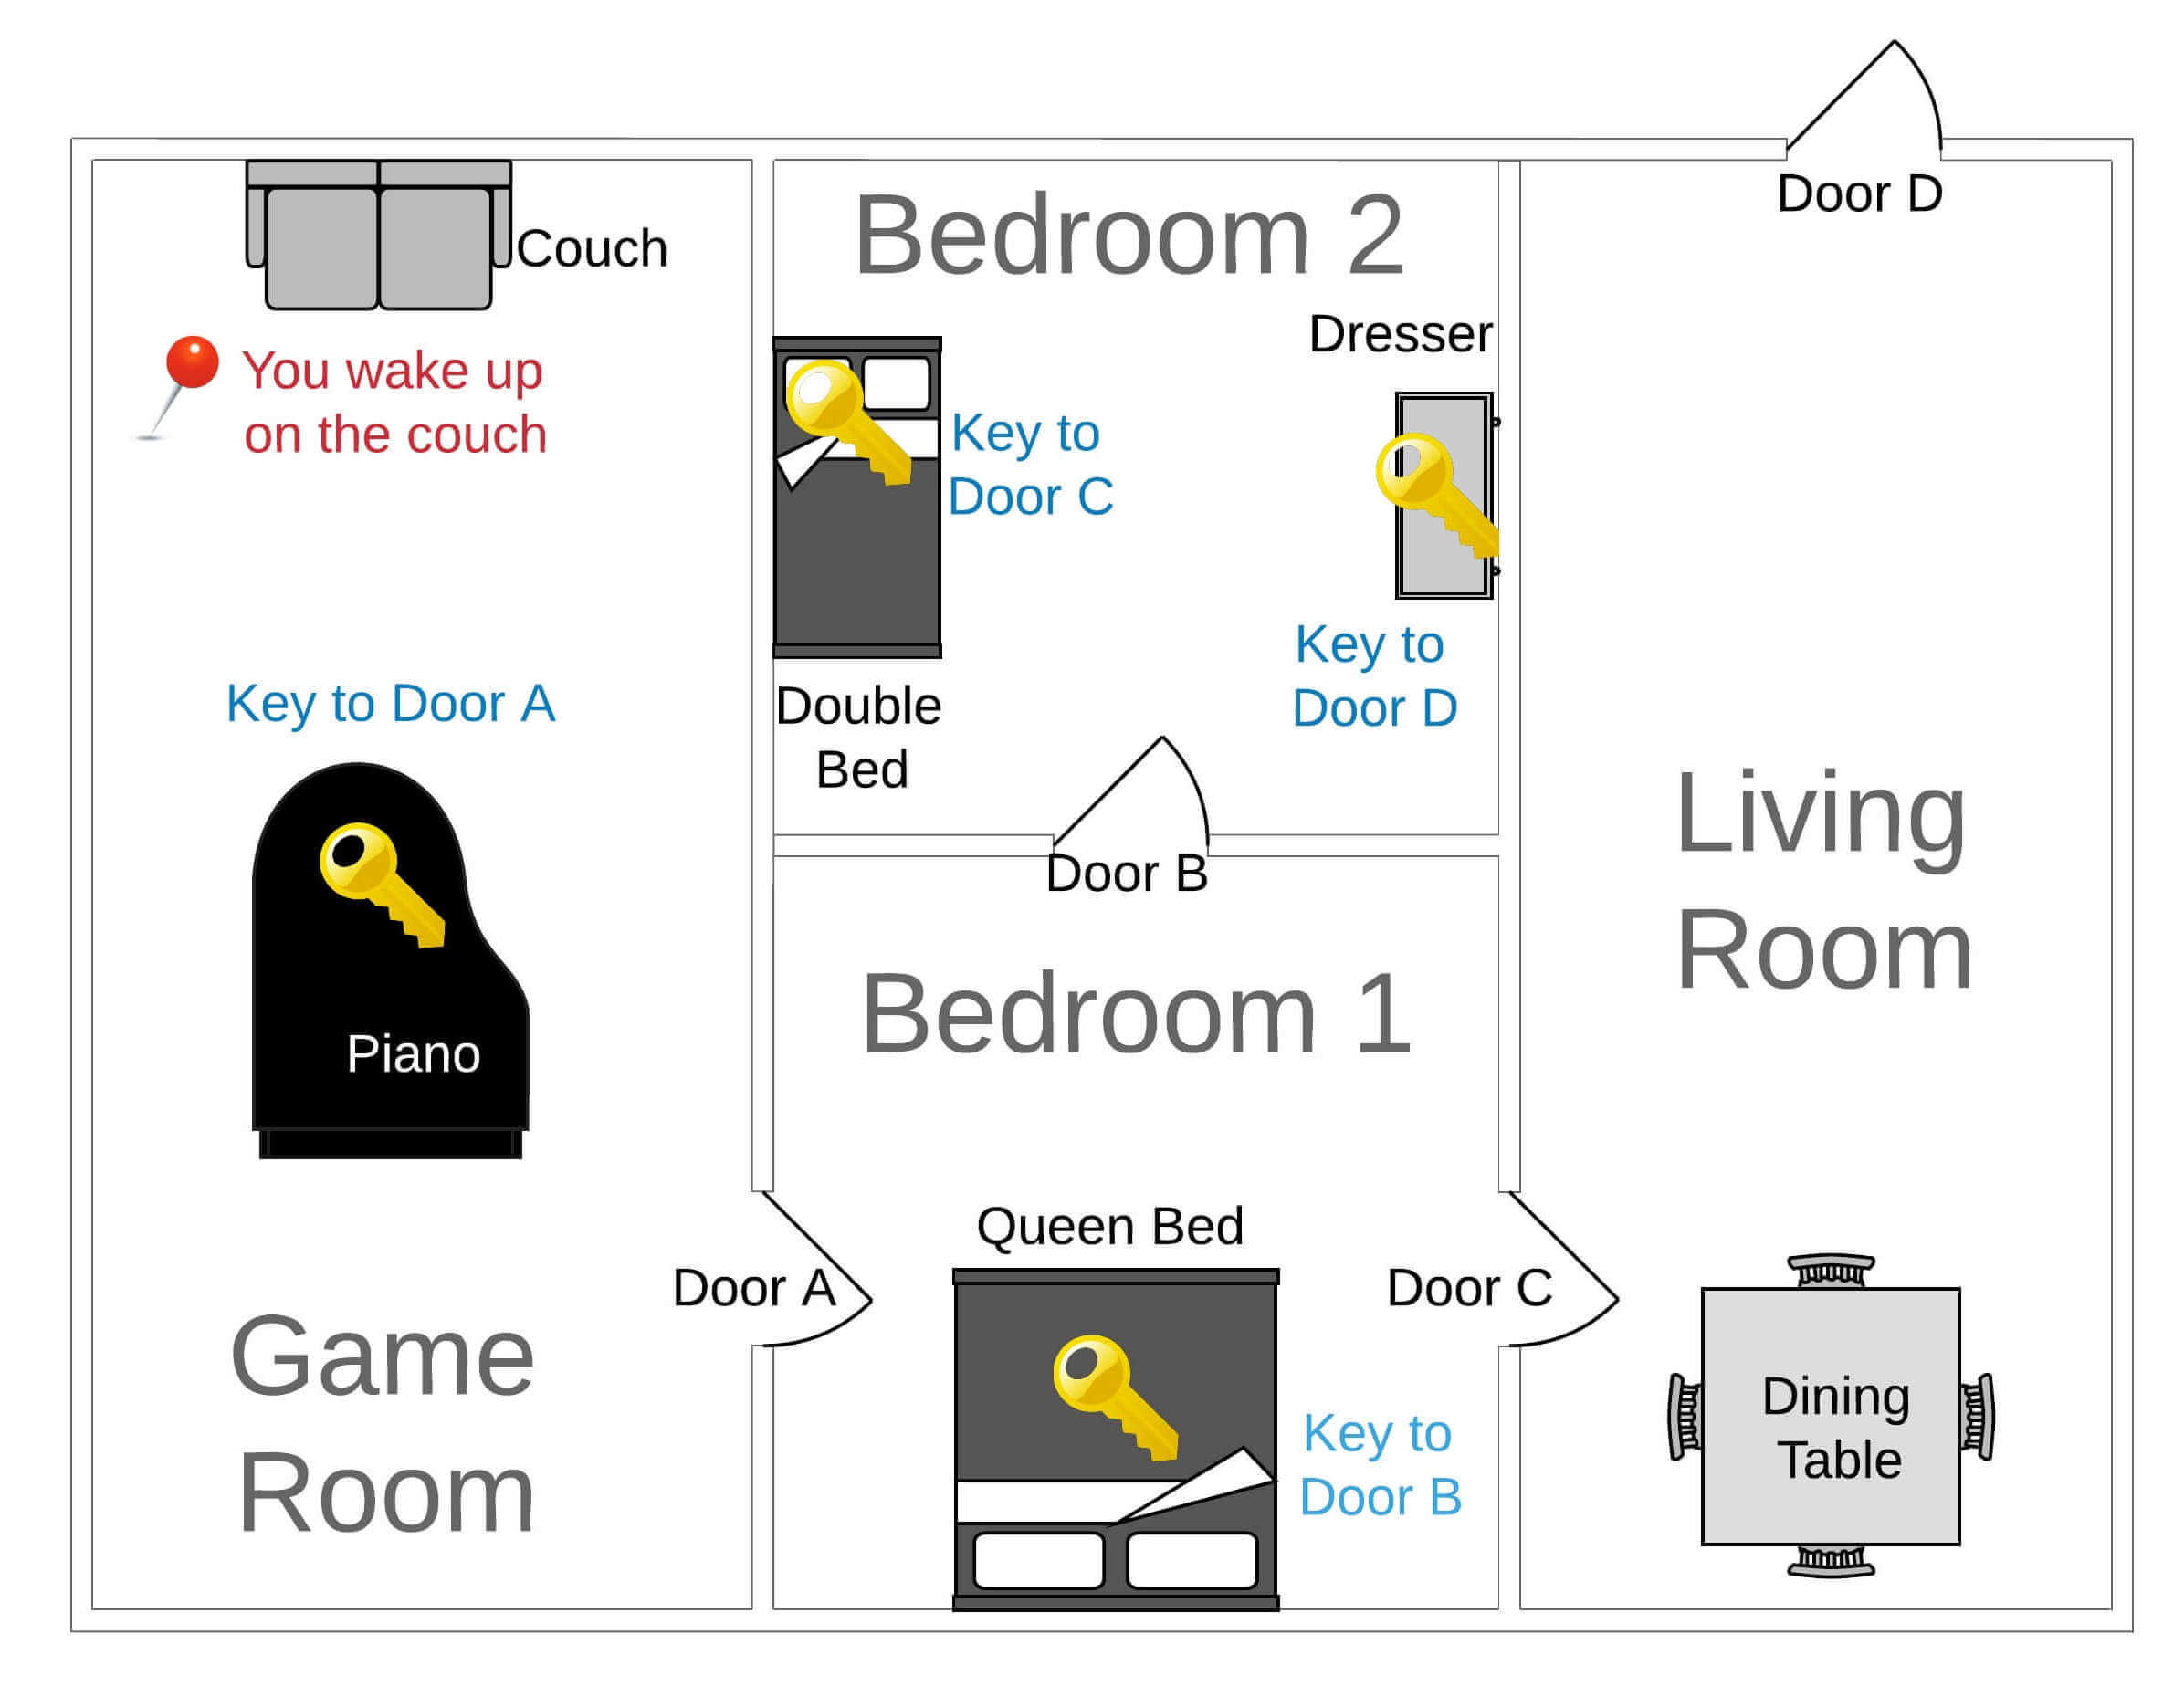 Couch
You wake up
on the couch
Key to Door A
Piano
Game
Room
Door A
Bedroom 2
Dresser
Key to
Door C
Double
Bed
Key to
Door D
Door B
Bedroom 1
Queen Bed
Key to
Door B
Door C
Door D
Living
Room
Dining
Table